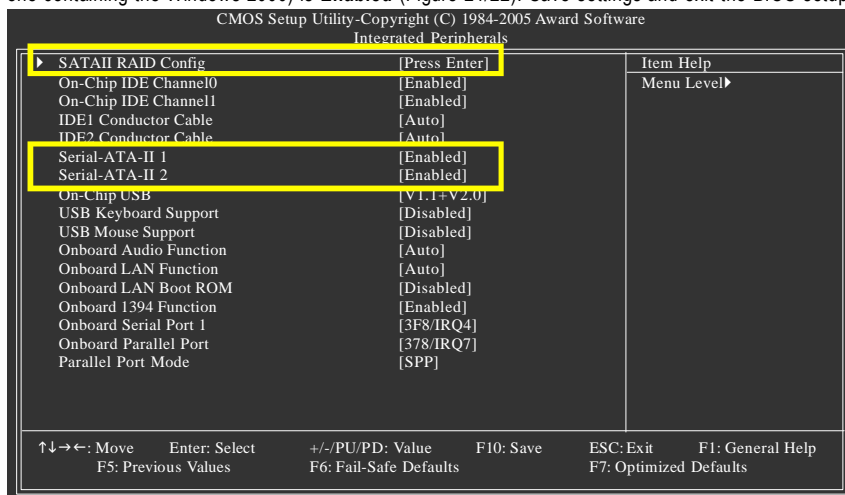 one containing the Windows 2000) is Enabled (Figure 21/22). Save settings and exit the BIOS setup
CMOS Setup Utility-Copyright (C) 1984-2005 Award Software
Integrated Peripherals
▶ SATAII RAID Config [Press Enter] Item Help
On-Chip IDE Channel0 [Enabled] Menu Level▶
On-Chip IDE Channel1 [Enabled]
IDE1 Conductor Cable [Auto]
IDE2 Conductor Cable [Auto]
Serial-ATA-II 1 [Enabled]
Serial-ATA-II 2 [Enabled]
On-Chip USB [V1.1+V2.0]
USB Keyboard Support [Disabled]
USB Mouse Support [Disabled]
Onboard Audio Function [Auto]
Onboard LAN Function [Auto]
Onboard LAN Boot ROM [Disabled]
Onboard 1394 Function [Enabled]
Onboard Serial Port 1 [3F8/IRQ4]
Onboard Parallel Port [378/IRQ7]
Parallel Port Mode [SPP]
↑↓→←: Move Enter: Select +/-/PU/PD: Value F10: Save ESC: Exit F1: General Help
F5: Previous Values F6: Fail-Safe Defaults F7: Optimized Defaults